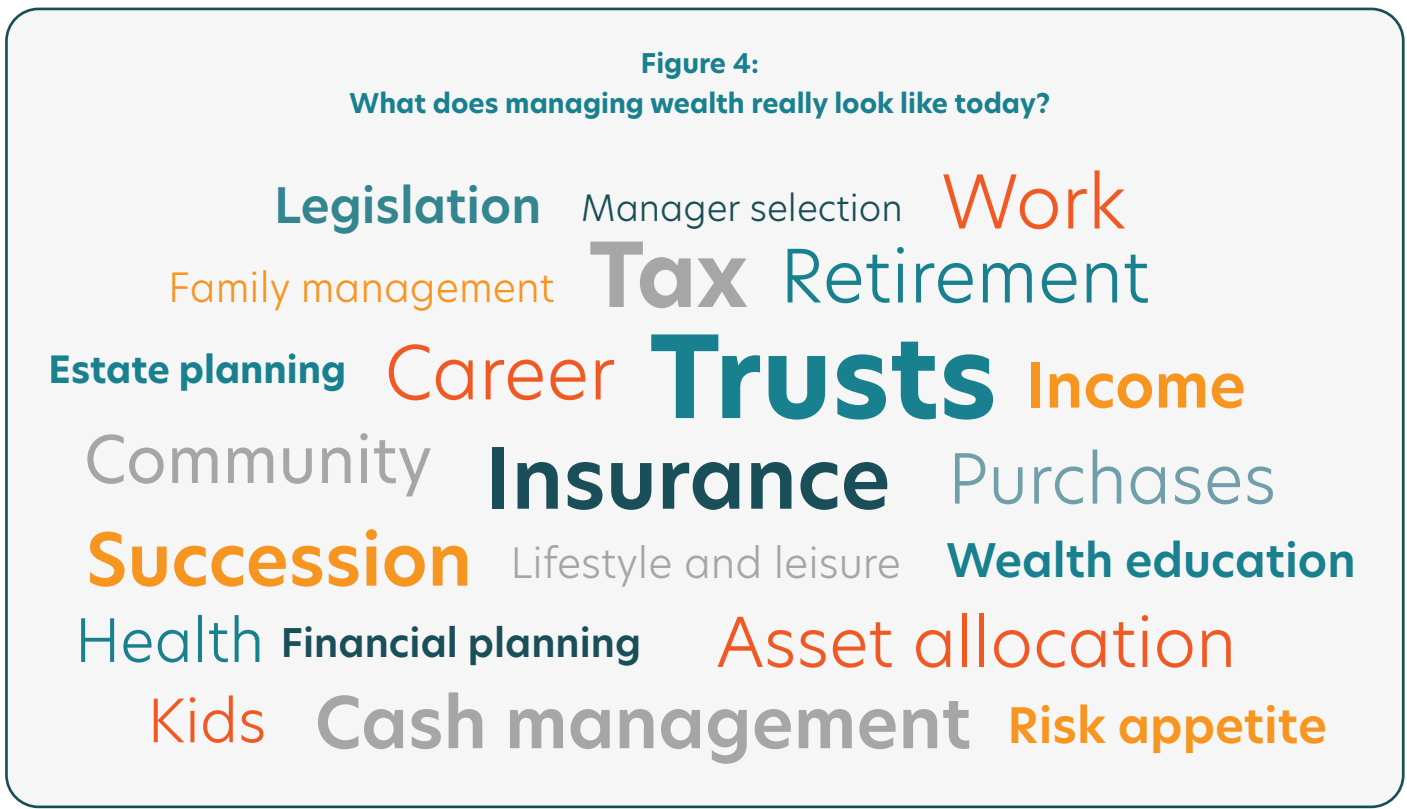 Figure 4:
What does managing wealth really look like today?
Legislation Manager selection Work
Family management Tax Retirement
Estate planning Career Trusts Income
Community Insurance Purchases
Succession Lifestyle and leisure Wealth education
Health Financial planning Asset allocation
Kids Cash management Risk appetite